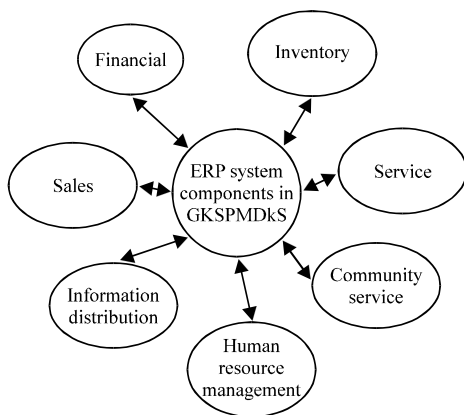 Financial
Inventory
ERP system
components in
GKSPMDkS
Sales
Service
Information
distribution
Community
service
Human
resource
management